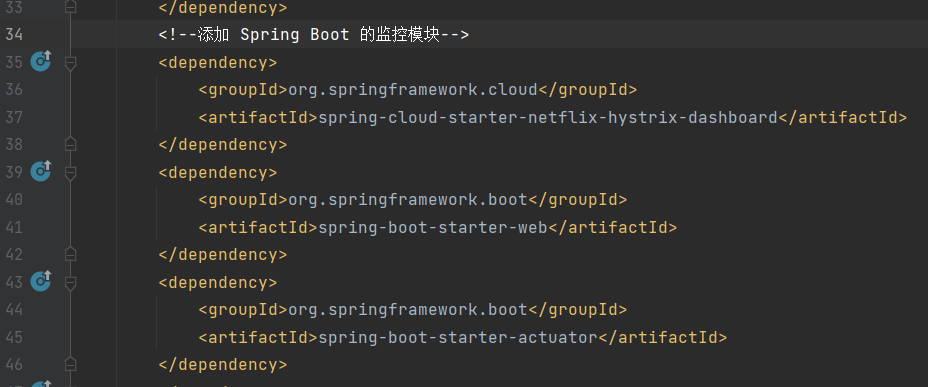 33 </dependency>
34 <!--添加 Spring Boot 的监控模块-->
35 <dependency>
36 <groupId>org.springframework.cloud</groupId>
37 <artifactId>spring-cloud-starter-netflix-hystrix-dashboard</artifactId>
38 </dependency>
39 <dependency>
40 <groupId>org.springframework.boot</groupId>
41 <artifactId>spring-boot-starter-web</artifactId>
42 </dependency>
43 <dependency>
44 <groupId>org.springframework.boot</groupId>
45 <artifactId>spring-boot-starter-actuator</artifactId>
46 </dependency>